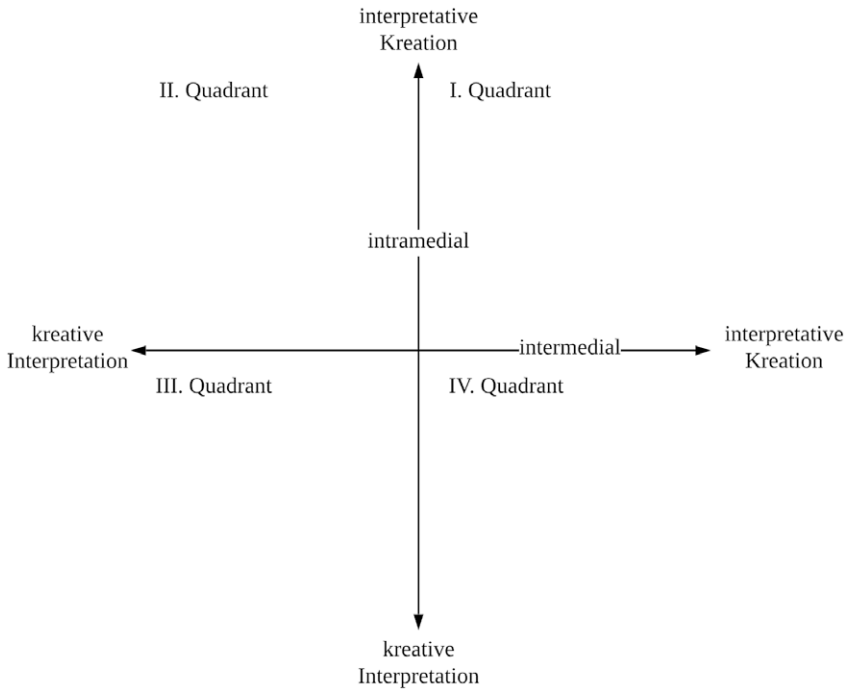 interpretative
Kreation
II. Quadrant
I. Quadrant
intramedial
kreative
Interpretation
intermedial
interpretative
Kreation
III. Quadrant
IV. Quadrant
kreative
Interpretation